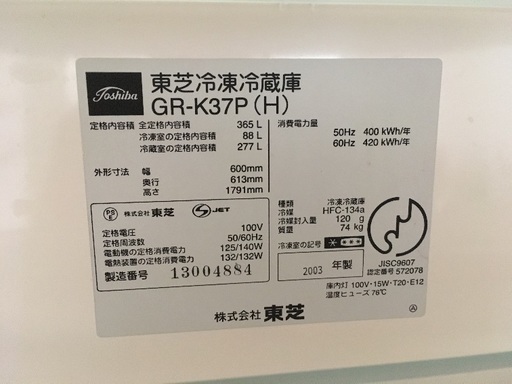 Toshiba
東芝冷凍冷蔵庫
GR-K37P(H)
定格内容積 全定格内容積 365 L
冷凍室の定格内容積 88 L
冷蔵室の定格内容積 277 L
消費電力量 50Hz 400 kWh/年
60Hz 420 kWh/年
外形寸法 幅 600mm
奥行 613mm
高さ 1791mm
PS E 株式会社 東芝 S JET
定格電圧 100V
定格周波数 50/60Hz
電動機の定格消費電力 125/140W
電熱装置の定格消費電力 132/132W
製造番号 13004884
種類 冷凍冷蔵庫
冷媒 HFC-134a
冷媒封入量 120 g
質量 74 kg
冷凍室の記号
2003 年製
JISC9607
認定番号 572078
庫内灯 100V·15W·T20·E12
温度ヒューズ 76℃
株式会社 東芝
A